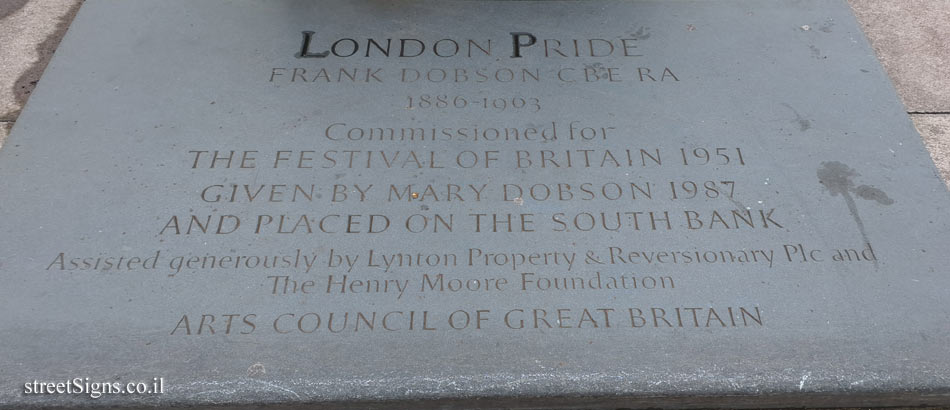 LONDON PRIDE
FRANK DOBSON CBE RA
1886-1963
Commissioned for
THE FESTIVAL OF BRITAIN 1951
GIVEN BY MARY DOBSON 1987
AND PLACED ON THE SOUTH BANK
Assisted generously by Lynton Property & Reversionary Plc and
The Henry Moore Foundation
ARTS COUNCIL OF GREAT BRITAIN
streetSigns.co.il